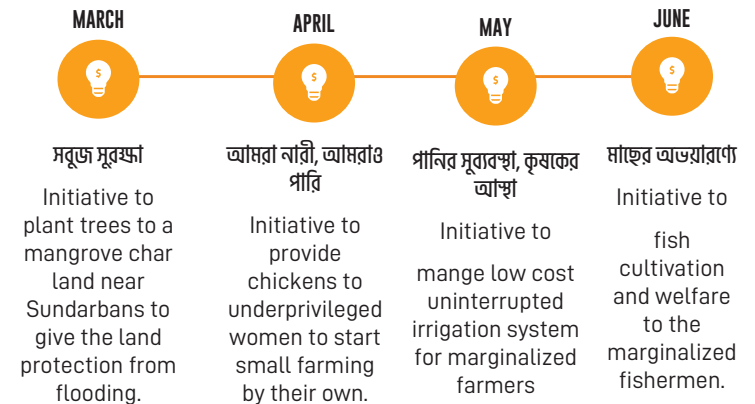 MARCH
সবুজ সুরক্ষা
Initiative to
plant trees to a
mangrove char
land near
Sundarbans to
give the land
protection from
flooding.
APRIL
আমরা নারী, আমরাও
পারি
Initiative to
provide
chickens to
underprivileged
women to start
small farming
by their own.
MAY
পানির সুব্যবস্থা, কৃষকের
আস্থা
Initiative to
mange low cost
uninterrupted
irrigation system
for marginalized
farmers
JUNE
মাছের অভয়ারণ্যে
Initiative to
fish
cultivation
and welfare
to the
marginalized
fishermen.